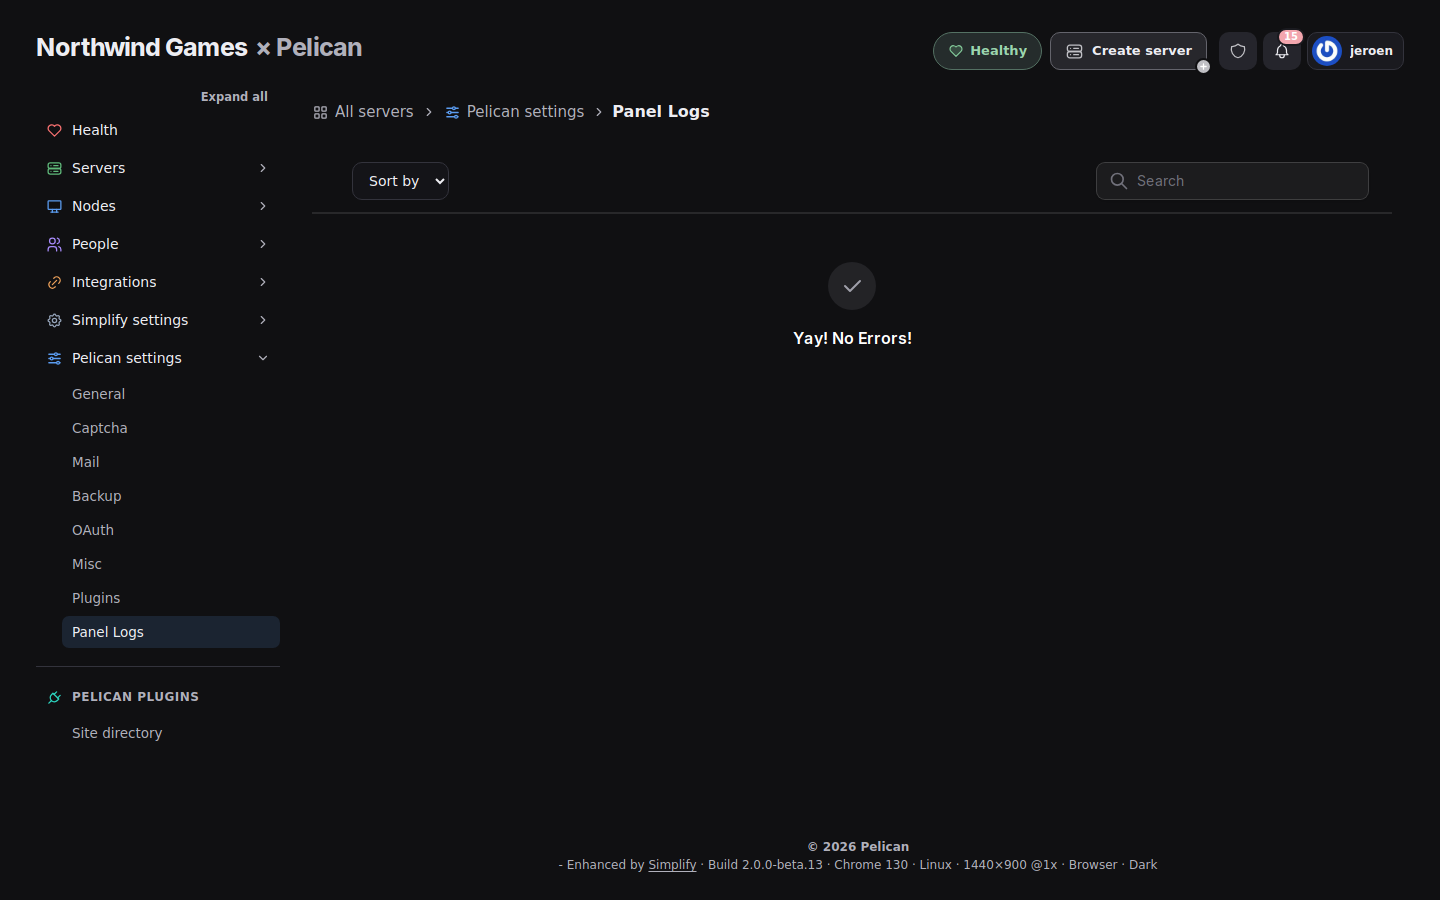 Northwind Games × Pelican
Healthy
Create server
15
jeroen
Expand all
Health
Servers
Nodes
People
Integrations
Simplify settings
Pelican settings
General
Captcha
Mail
Backup
OAuth
Misc
Plugins
Panel Logs
PELICAN PLUGINS
Site directory
All servers > Pelican settings > Panel Logs
Sort by
Search
Yay! No Errors!
© 2026 Pelican
- Enhanced by Simplify · Build 2.0.0-beta.13 · Chrome 130 · Linux · 1440×900 @1x · Browser · Dark